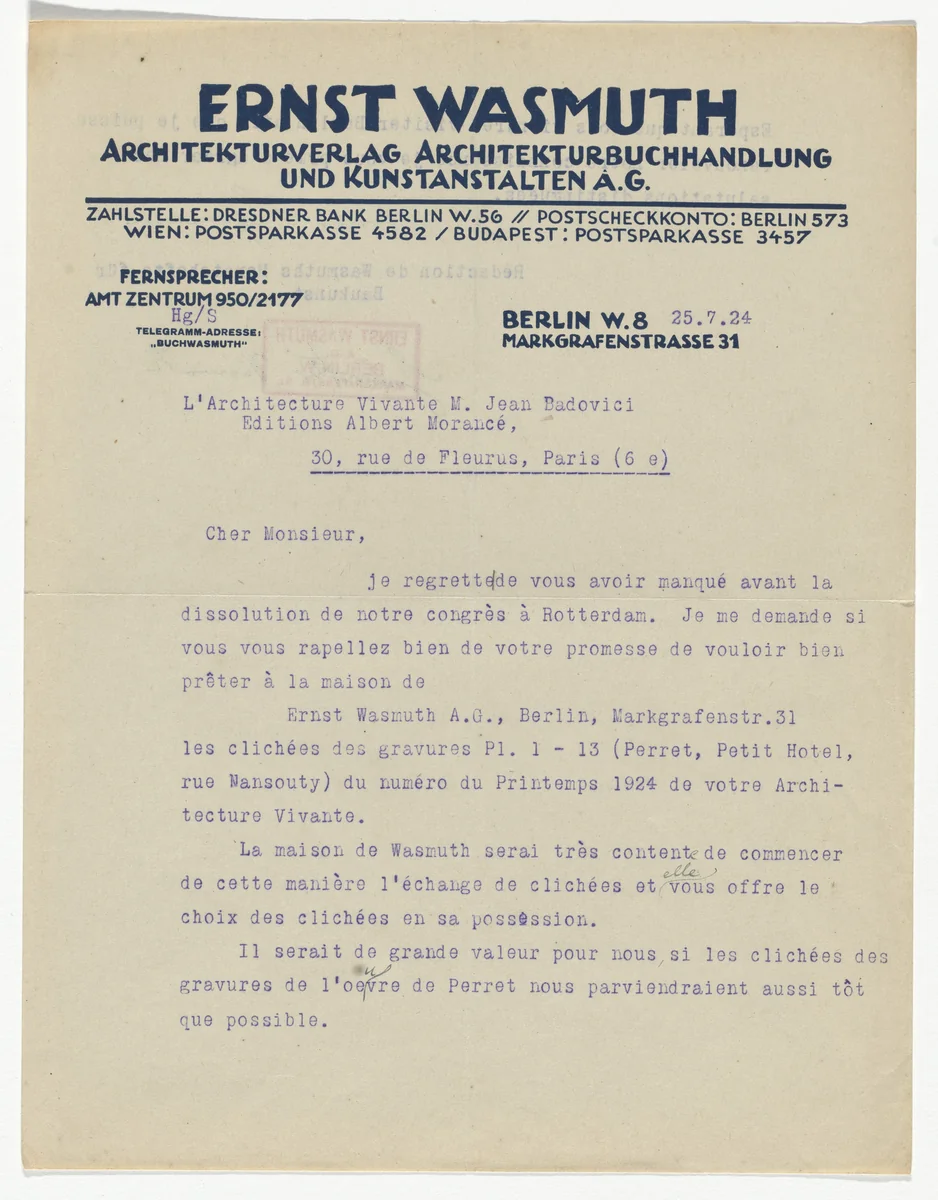 ERNST WASMUTH
ARCHITEKTURVERLAG ARCHITEKTURBUCHHANDLUNG
UND KUNSTANSTALTEN A.G.
ZAHLSTELLE: DRESDNER BANK BERLIN W.56 // POSTSCHECKKONTO: BERLIN 573
WIEN: POSTSPARKASSE 4582 / BUDAPEST: POSTSPARKASSE 3457
FERNSPRECHER:
AMT ZENTRUM 950/2177
Hg/S
TELEGRAMM-ADRESSE:
„BUCHWASMUTH“
BERLIN W.8 25.7.24
MARKGRAFENSTRASSE 31
L'Architecture Vivante M. Jean Badovici
Editions Albert Morancé,
30, rue de Fleurus, Paris (6 e)
Cher Monsieur,
je regrette de vous avoir manqué avant la
dissolution de notre congrès à Rotterdam. Je me demande si
vous vous rapellez bien de votre promesse de vouloir bien
prêter à la maison de
Ernst Wasmuth A.G., Berlin, Markgrafenstr.31
les clichées des gravures Pl. 1 - 13 (Perret, Petit Hotel,
rue Nansouty) du numéro du Printemps 1924 de votre Archi-
tecture Vivante.
La maison de Wasmuth serai très contente de commencer
de cette manière l'échange de clichées et elle vous offre le
choix des clichées en sa possession.
Il serait de grande valeur pour nous, si les clichées des
gravures de l'oeuvre de Perret nous parviendraient aussi tôt
que possible.